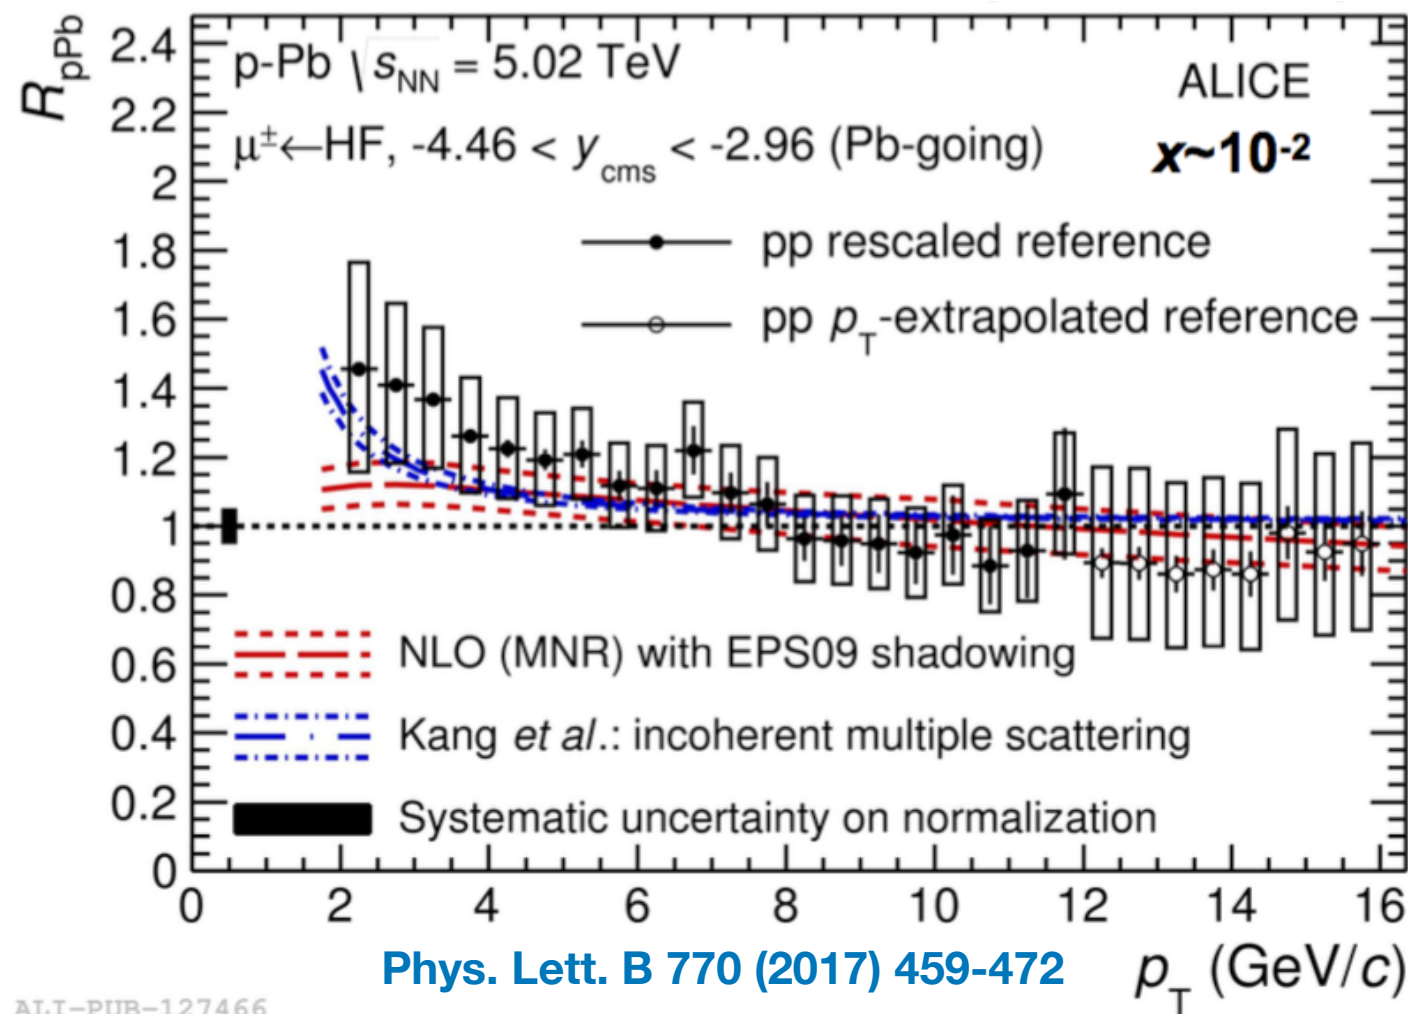 R_pPb
p-Pb √s_NN = 5.02 TeV
ALICE
μ±←HF, -4.46 < y_cms < -2.96 (Pb-going)
x~10-2
pp rescaled reference
pp p_T-extrapolated reference
NLO (MNR) with EPS09 shadowing
Kang et al.: incoherent multiple scattering
Systematic uncertainty on normalization
2.4
2.2
2
1.8
1.6
1.4
1.2
1
0.8
0.6
0.4
0.2
0
0 2 4 6 8 10 12 14 16
Phys. Lett. B 770 (2017) 459-472
p_T (GeV/c)
ALI-PUB-127466